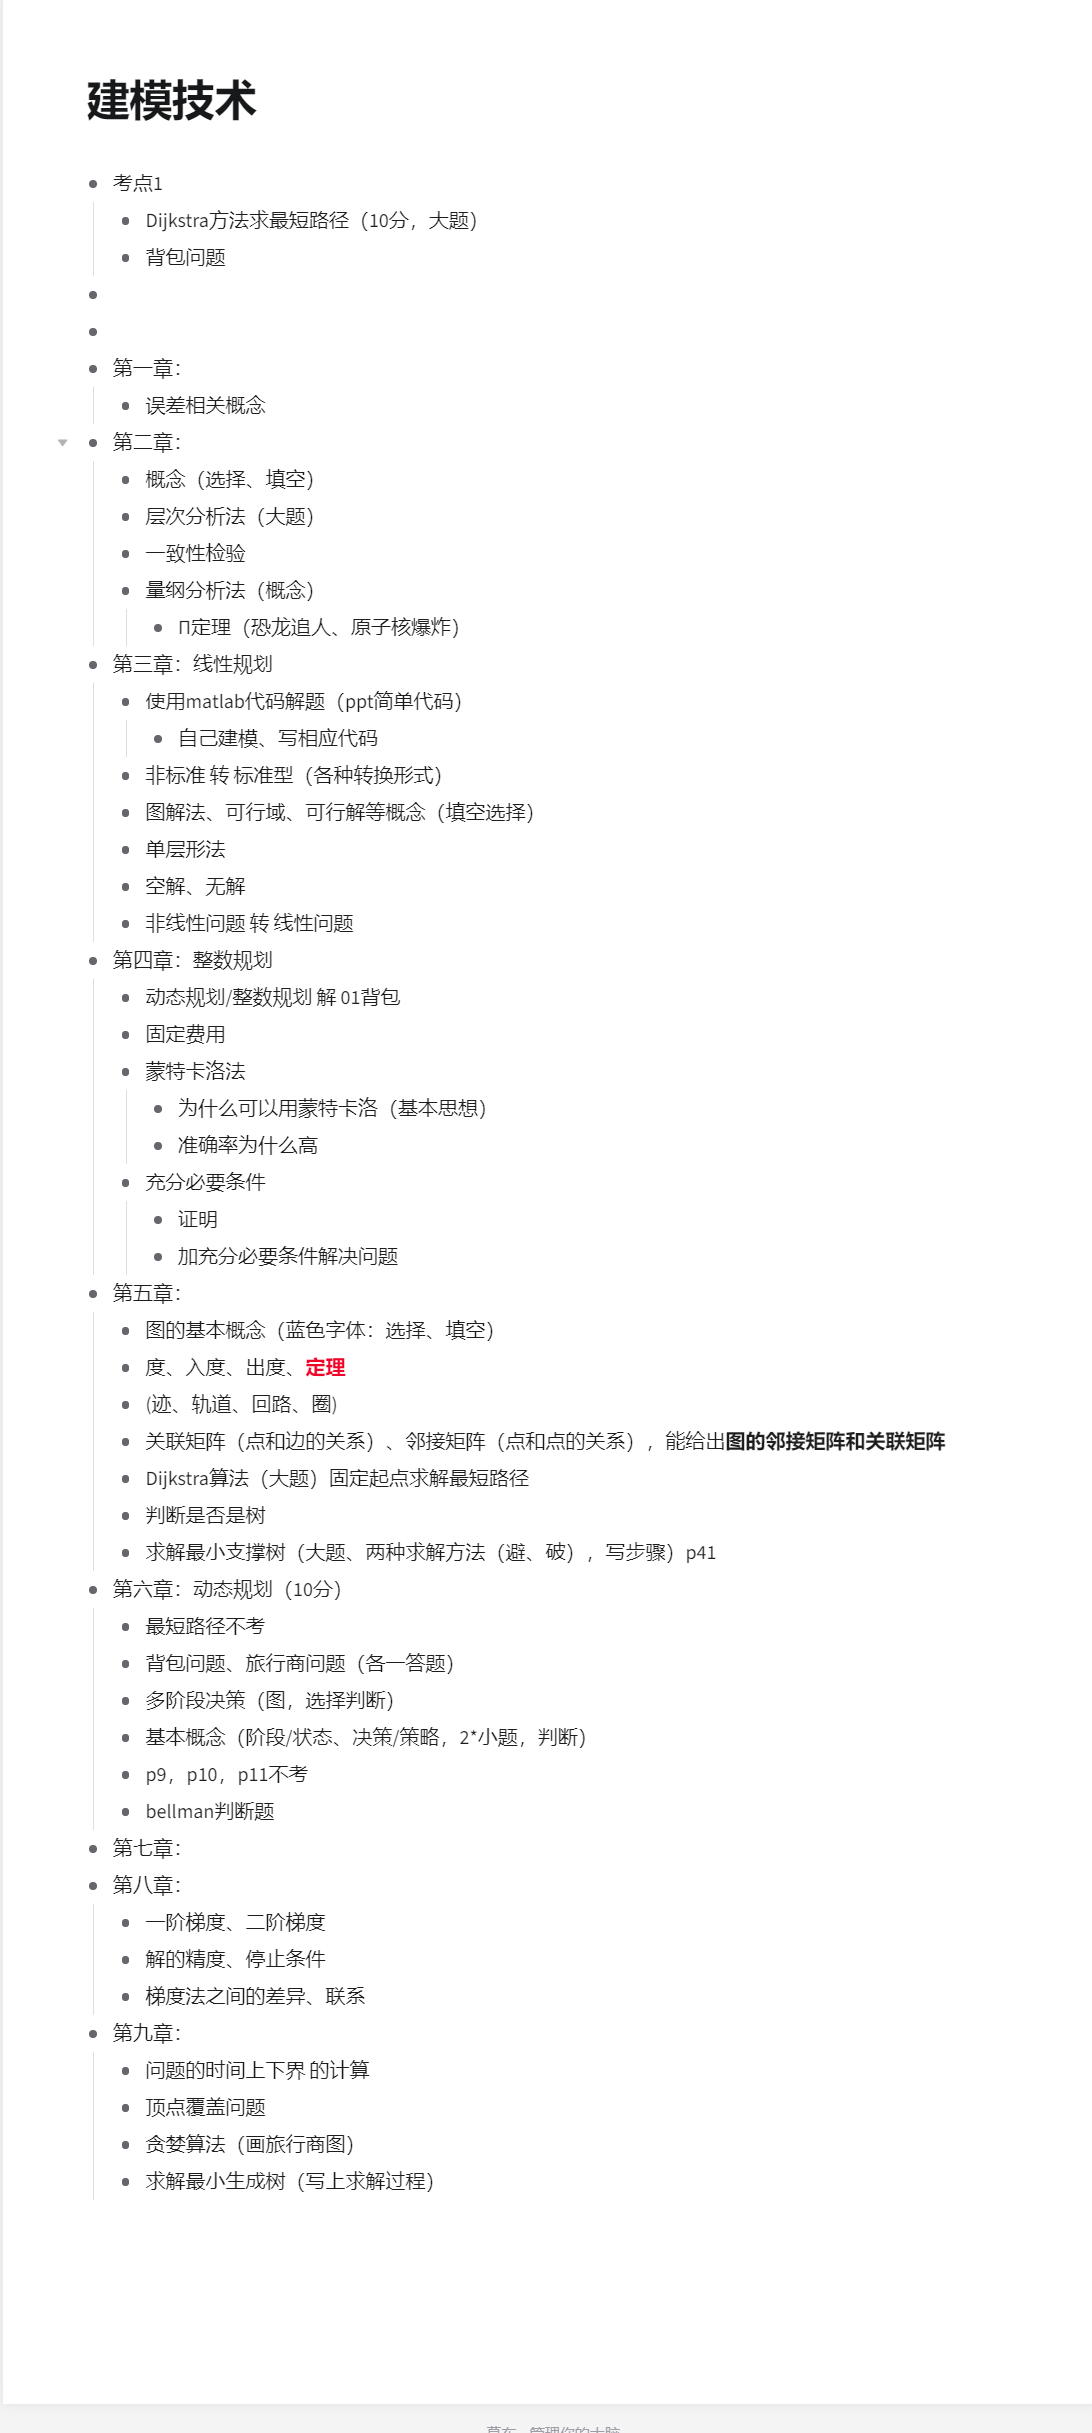 建模技术
考点1
Dijkstra方法求最短路径（10分，大题）
背包问题
第一章：
误差相关概念
第二章：
概念（选择、填空）
层次分析法（大题）
一致性检验
量纲分析法（概念）
Π定理（恐龙追人、原子核爆炸）
第三章：线性规划
使用matlab代码解题（ppt简单代码）
自己建模、写相应代码
非标准 转 标准型（各种转换形式）
图解法、可行域、可行解等概念（填空选择）
单层形法
空解、无解
非线性问题 转 线性问题
第四章：整数规划
动态规划/整数规划 解 01背包
固定费用
蒙特卡洛法
为什么可以用蒙特卡洛（基本思想）
准确率为什么高
充分必要条件
证明
加充分必要条件解决问题
第五章：
图的基本概念（蓝色字体：选择、填空）
度、入度、出度、定理
(迹、轨道、回路、圈)
关联矩阵（点和边的关系）、邻接矩阵（点和点的关系），能给出图的邻接矩阵和关联矩阵
Dijkstra算法（大题）固定起点求解最短路径
判断是否是树
求解最小支撑树（大题、两种求解方法（避、破），写步骤）p41
第六章：动态规划（10分）
最短路径不考
背包问题、旅行商问题（各一答题）
多阶段决策（图，选择判断）
基本概念（阶段/状态、决策/策略，2*小题，判断）
p9，p10，p11不考
bellman判断题
第七章：
第八章：
一阶梯度、二阶梯度
解的精度、停止条件
梯度法之间的差异、联系
第九章：
问题的时间上下界 的计算
顶点覆盖问题
贪婪算法（画旅行商图）
求解最小生成树（写上求解过程）